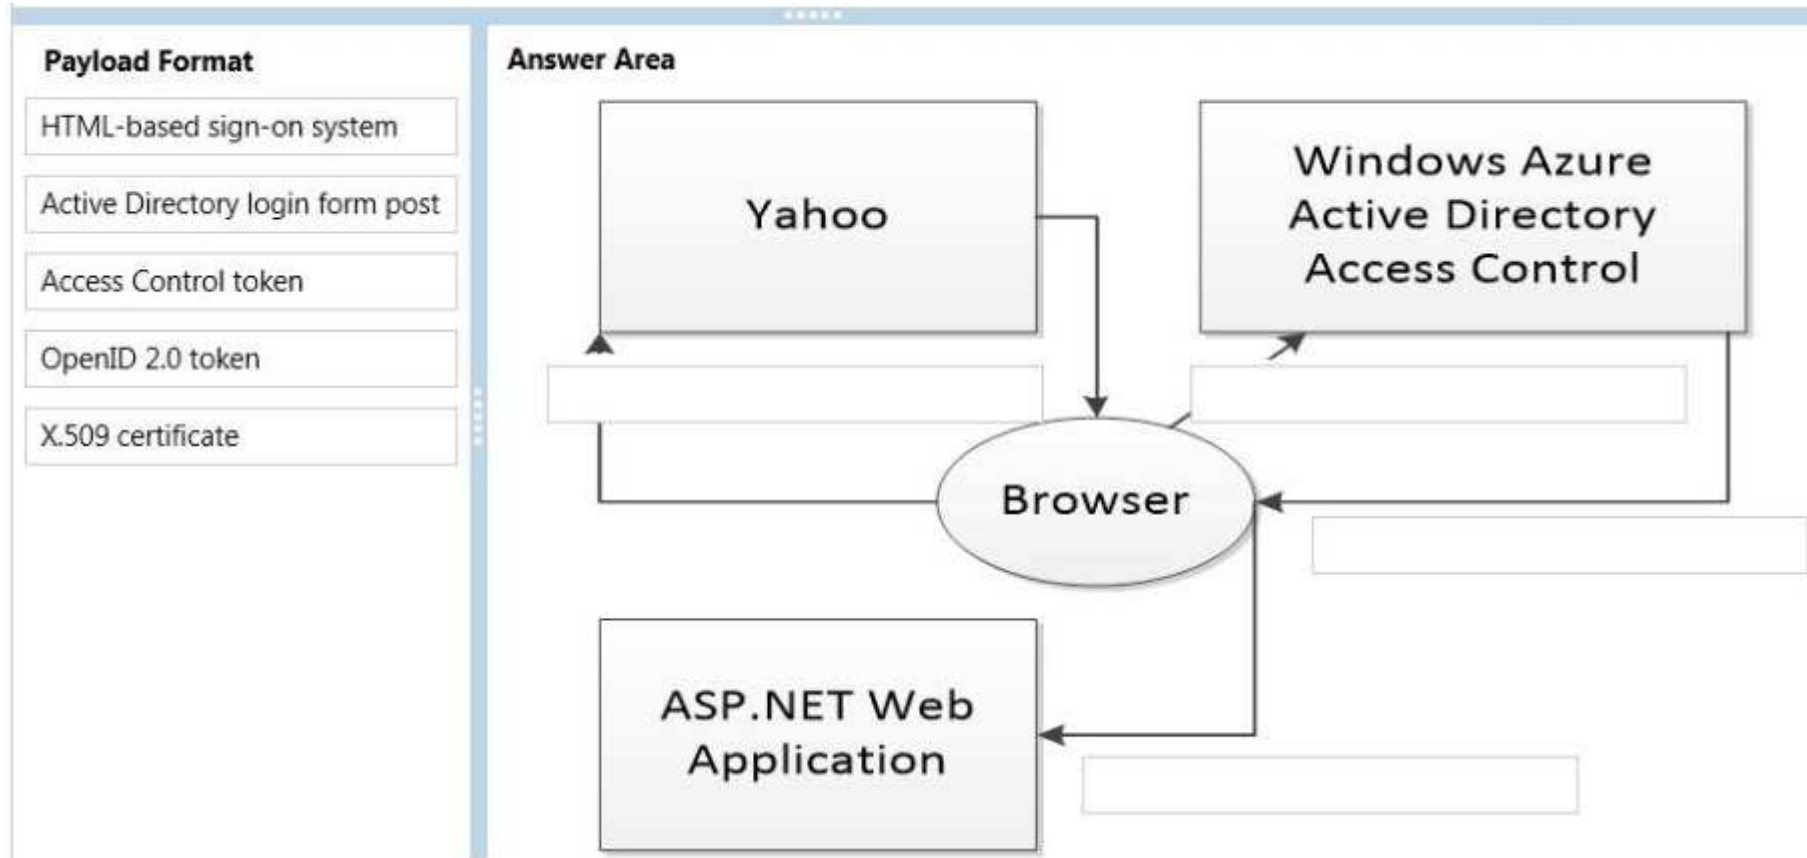 Payload Format
HTML-based sign-on system
Active Directory login form post
Access Control token
OpenID 2.0 token
X.509 certificate
Answer Area
Yahoo
Windows Azure
Active Directory
Access Control
Browser
ASP.NET Web
Application